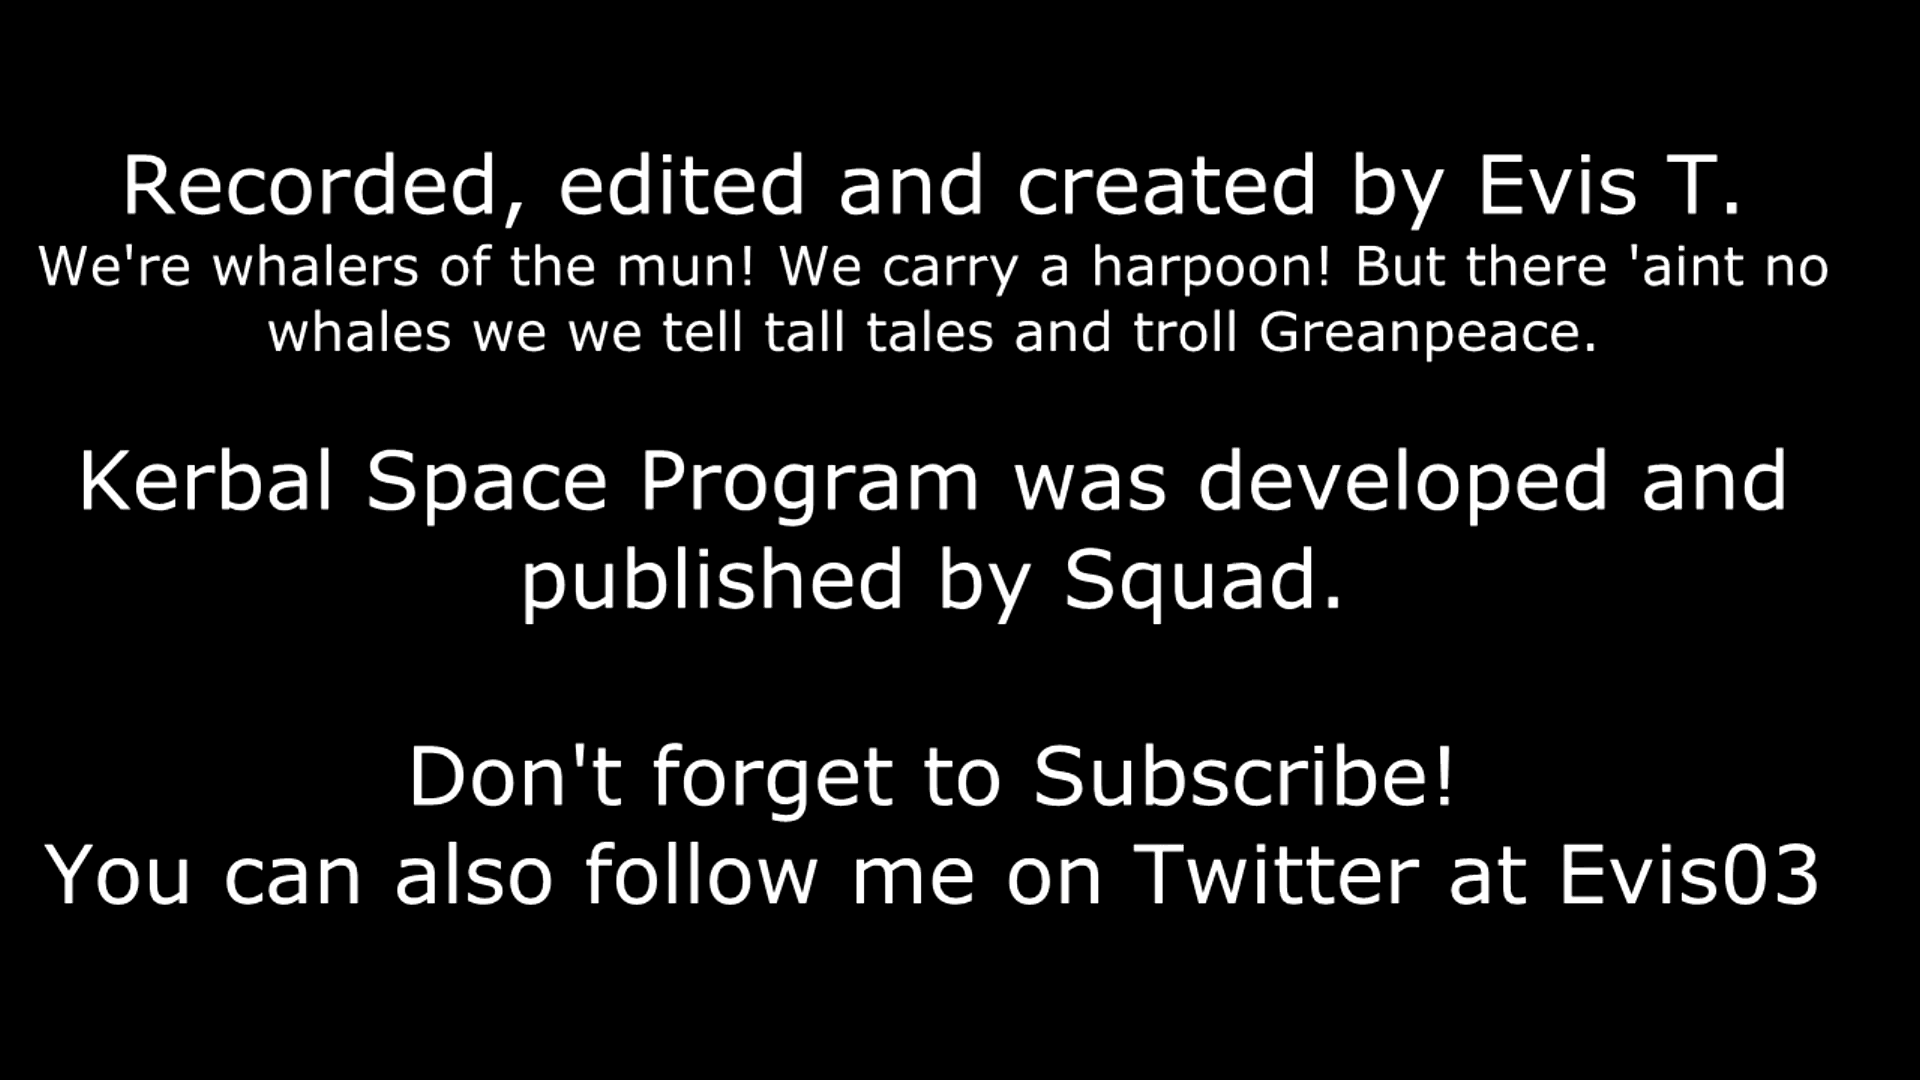 Recorded, edited and created by Evis T.
We're whalers of the mun! We carry a harpoon! But there 'aint no
whales we we tell tall tales and troll Greanpeace.
Kerbal Space Program was developed and
published by Squad.
Don't forget to Subscribe!
You can also follow me on Twitter at Evis03